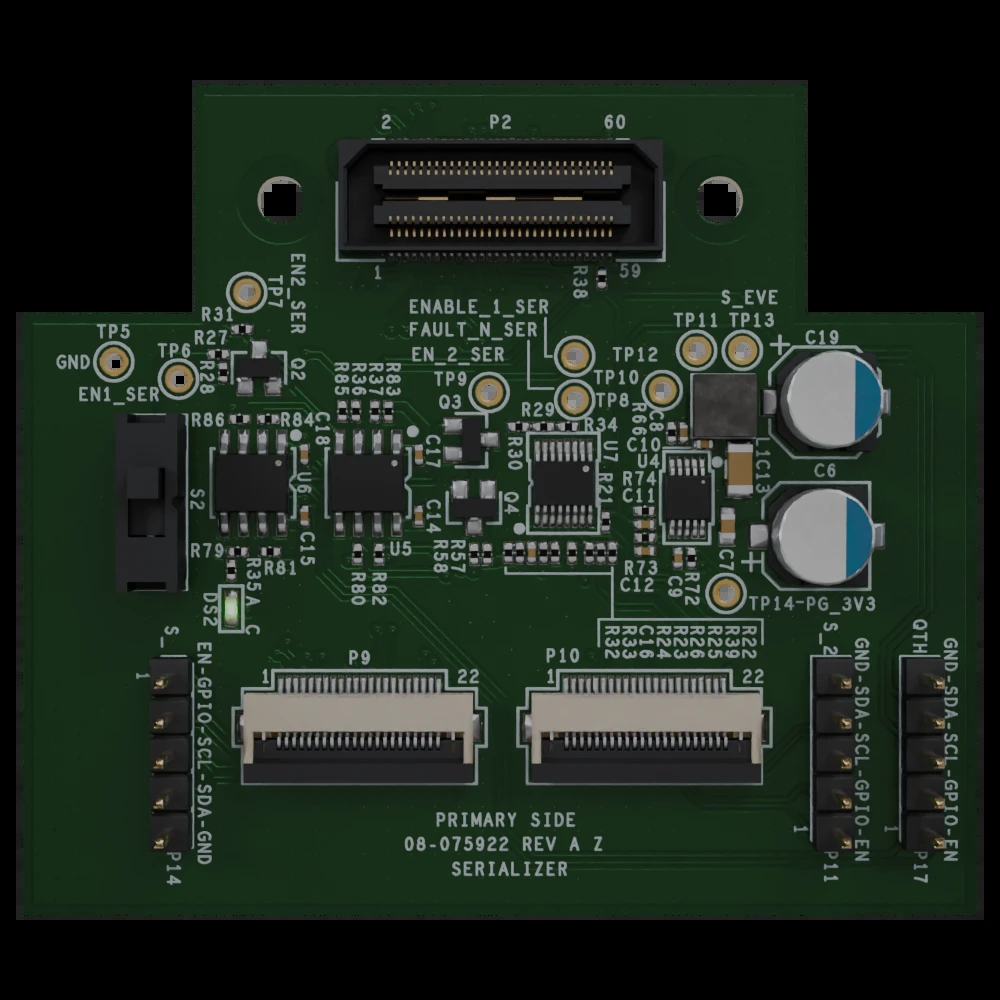 2 P2 60
1 59
R38
EN2_SER
TP7
ENABLE_1_SER
FAULT_N_SER
EN_2_SER
S_EVE
TP11 TP13
+ C19
TP5
GND
TP6
EN1_SER
R31
R27
R28
Q2
R85
R36
R37
R83
TP9
Q3
TP12
TP10
TP8
R29
R34
R30
R66
C8
C10
U4
R74
C11
U7
R21
L1
C13
C6
R86
R84
C18
C17
S2
U6
U5
C15
C14
Q4
R79
R81
R35
R80
R82
R58
R57
R73
C12
C9
R72
C7
+
TP14-PG_3V3
DS2
A
C
R32
R33
C16
R24
R23
R26
R25
R39
R22
S_
1
EN-GPIO-SCL-SDA-GND
P14
P9
1 22
P10
1 22
S_2
GND-SDA-SCL-GPIO-EN
1
P11
QTH
GND-SDA-SCL-GPIO-EN
1
P17
PRIMARY SIDE
08-075922 REV A Z
SERIALIZER